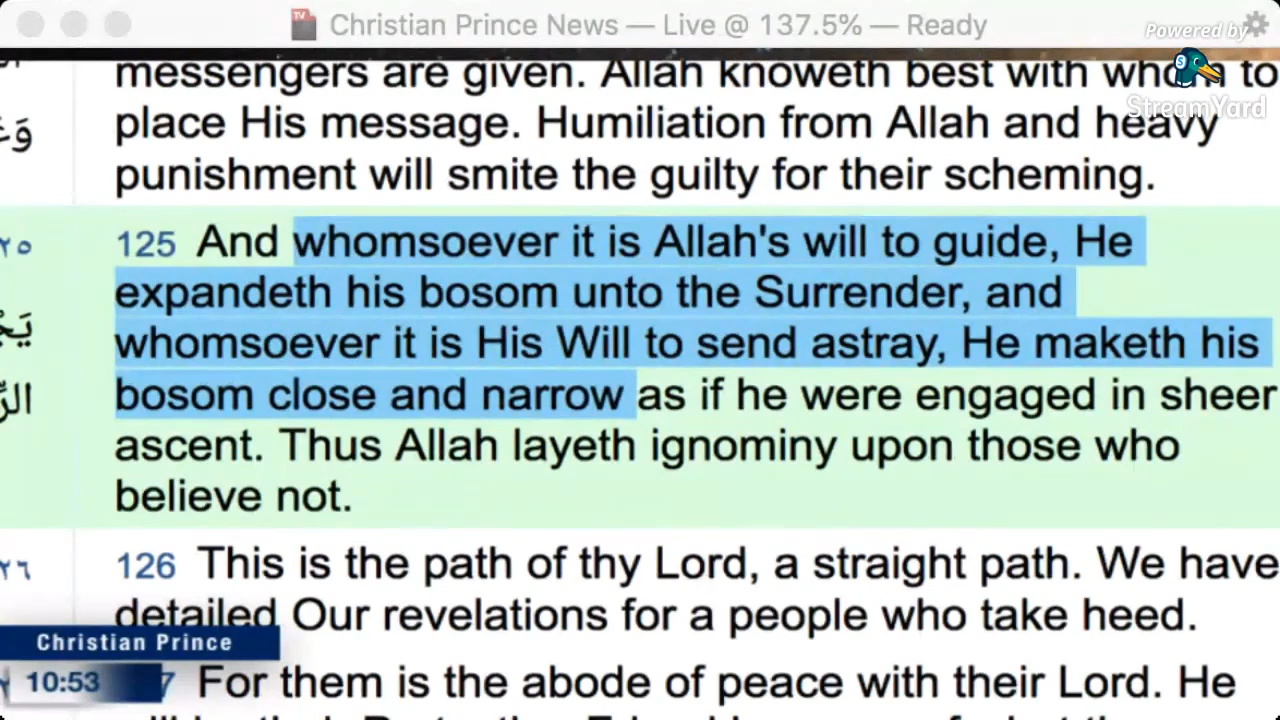 Christian Prince News — Live @ 137.5% — Ready
Powered by
StreamYard
messengers are given. Allah knoweth best with whom to
place His message. Humiliation from Allah and heavy
punishment will smite the guilty for their scheming.
125 And whomsoever it is Allah's will to guide, He
expandeth his bosom unto the Surrender, and
whomsoever it is His Will to send astray, He maketh his
bosom close and narrow as if he were engaged in sheer
ascent. Thus Allah layeth ignominy upon those who
believe not.
126 This is the path of thy Lord, a straight path. We have
detailed Our revelations for a people who take heed.
Christian Prince
10:53
7 For them is the abode of peace with their Lord. He